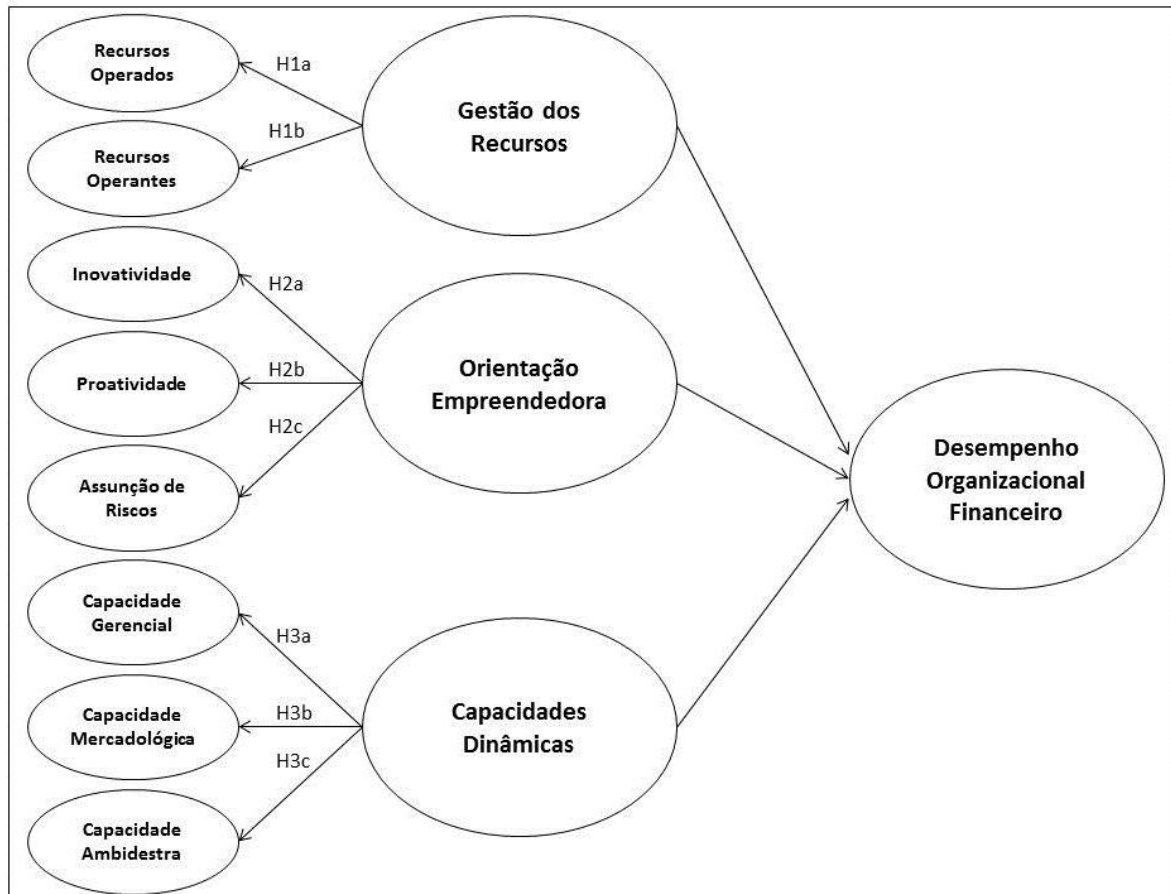 Recursos
Operados
H1a
Gestão dos
Recursos
H1b
Recursos
Operantes
Inovatividade
H2a
Proatividade
H2b
Orientação
Empreendedora
H2c
Assunção de
Riscos
Desempenho
Organizacional
Financeiro
Capacidade
Gerencial
H3a
Capacidade
Mercadológica
H3b
Capacidades
Dinâmicas
H3c
Capacidade
Ambidestra